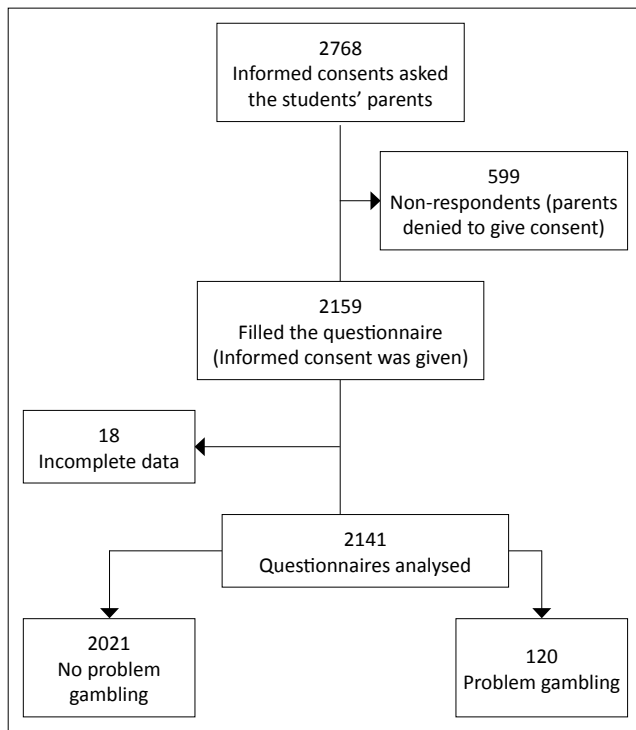 2768
Informed consents asked
the students’ parents
599
Non-respondents (parents
denied to give consent)
2159
Filled the questionnaire
(Informed consent was given)
18
Incomplete data
2141
Questionnaires analysed
2021
No problem
gambling
120
Problem gambling